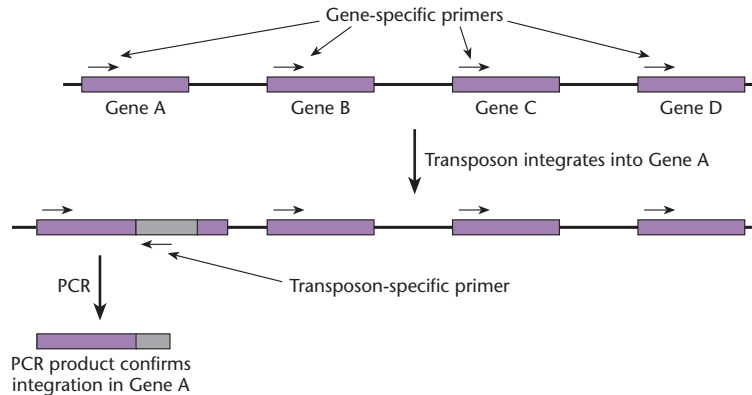 Gene-specific primers
Gene A
Gene B
Gene C
Gene D
Transposon integrates into Gene A
PCR
Transposon-specific primer
PCR product confirms
integration in Gene A